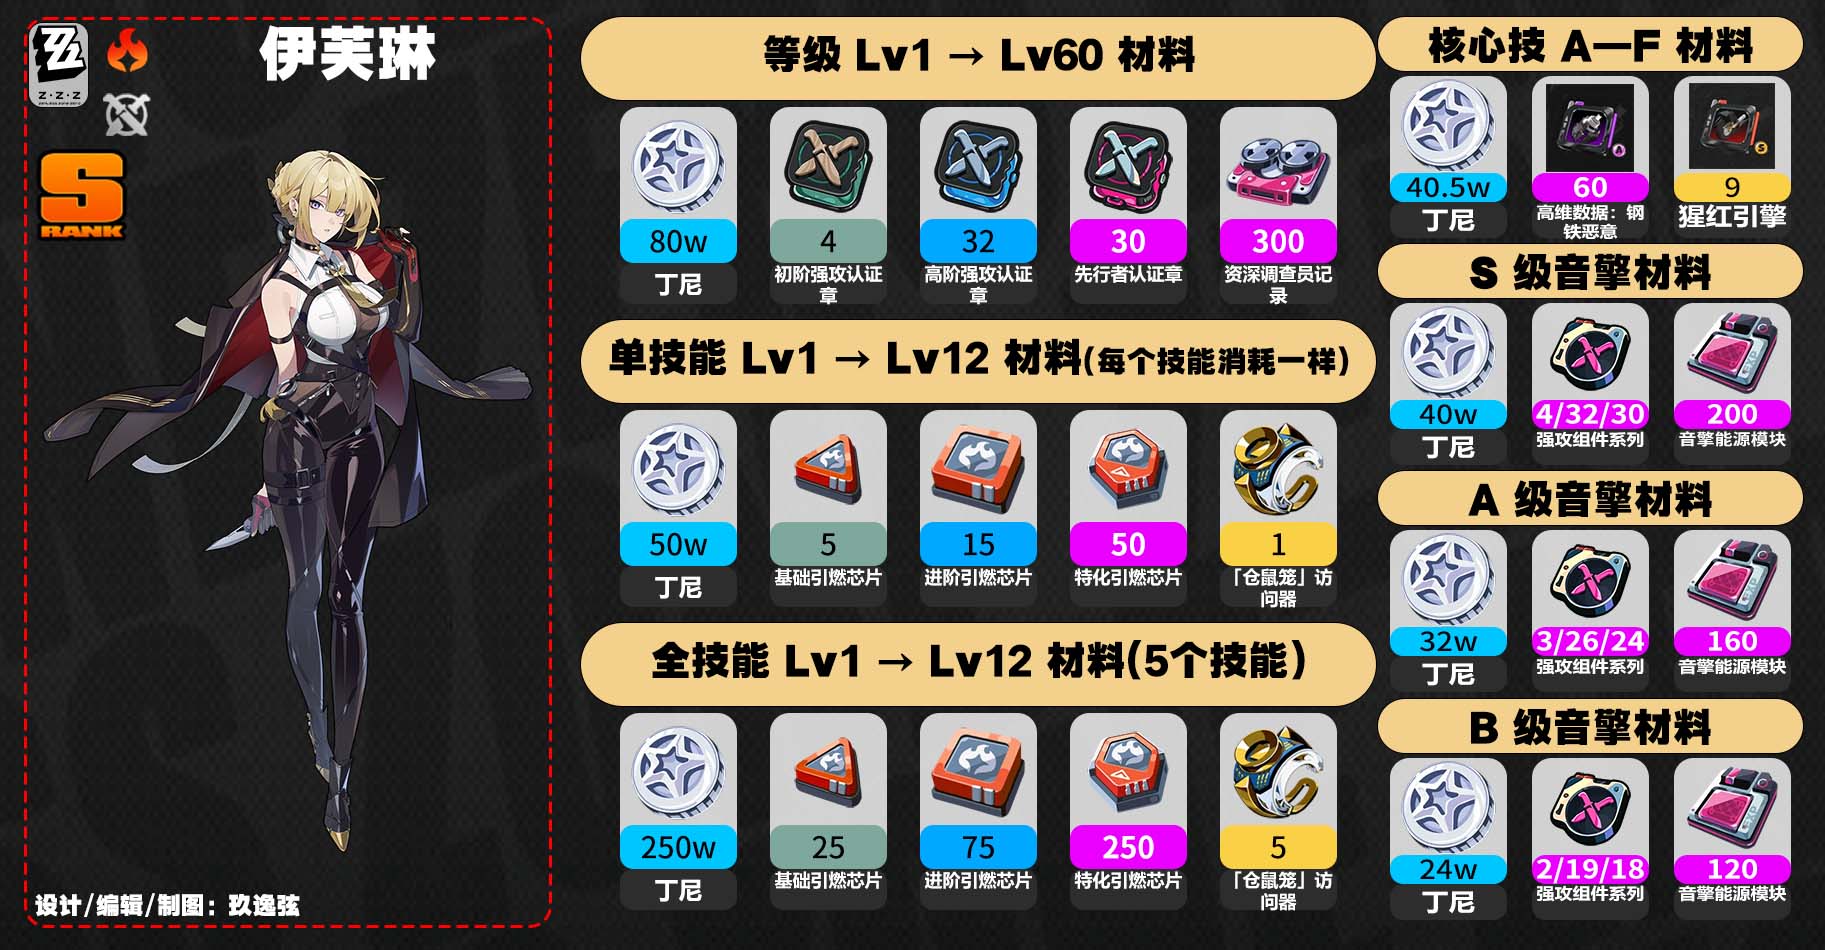 Z·Z·Z
伊芙琳
S
RANK
设计/编辑/制图：玖逸弦
等级 Lv1 → Lv60 材料
80w
丁尼
4
初阶强攻认证
章
32
高阶强攻认证
章
30
先行者认证章
300
资深调查员记
录
单技能 Lv1 → Lv12 材料(每个技能消耗一样)
50w
丁尼
5
基础引燃芯片
15
进阶引燃芯片
50
特化引燃芯片
1
「仓鼠笼」访
问器
全技能 Lv1 → Lv12 材料(5个技能)
250w
丁尼
25
基础引燃芯片
75
进阶引燃芯片
250
特化引燃芯片
5
「仓鼠笼」访
问器
核心技 A—F 材料
40.5w
丁尼
60
高维数据：钢
铁恶意
9
猩红引擎
S 级音擎材料
40w
丁尼
4/32/30
强攻组件系列
200
音擎能源模块
A 级音擎材料
32w
丁尼
3/26/24
强攻组件系列
160
音擎能源模块
B 级音擎材料
24w
丁尼
2/19/18
强攻组件系列
120
音擎能源模块